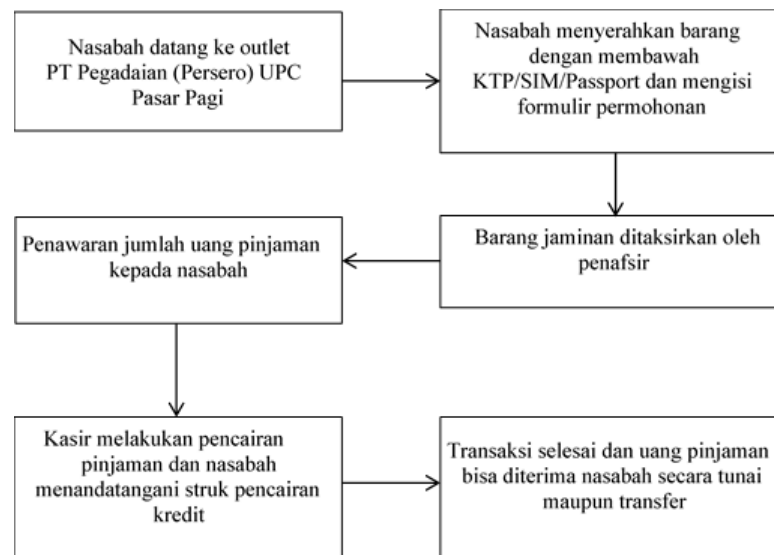 Nasabah datang ke outlet
PT Pegadaian (Persero) UPC
Pasar Pagi
Nasabah menyerahkan barang
dengan membawah
KTP/SIM/Passport dan mengisi
formulir permohonan
Barang jaminan ditaksirkan oleh
penafsir
Penawaran jumlah uang pinjaman
kepada nasabah
Kasir melakukan pencairan
pinjaman dan nasabah
menandatangani struk pencairan
kredit
Transaksi selesai dan uang pinjaman
bisa diterima nasabah secara tunai
maupun transfer